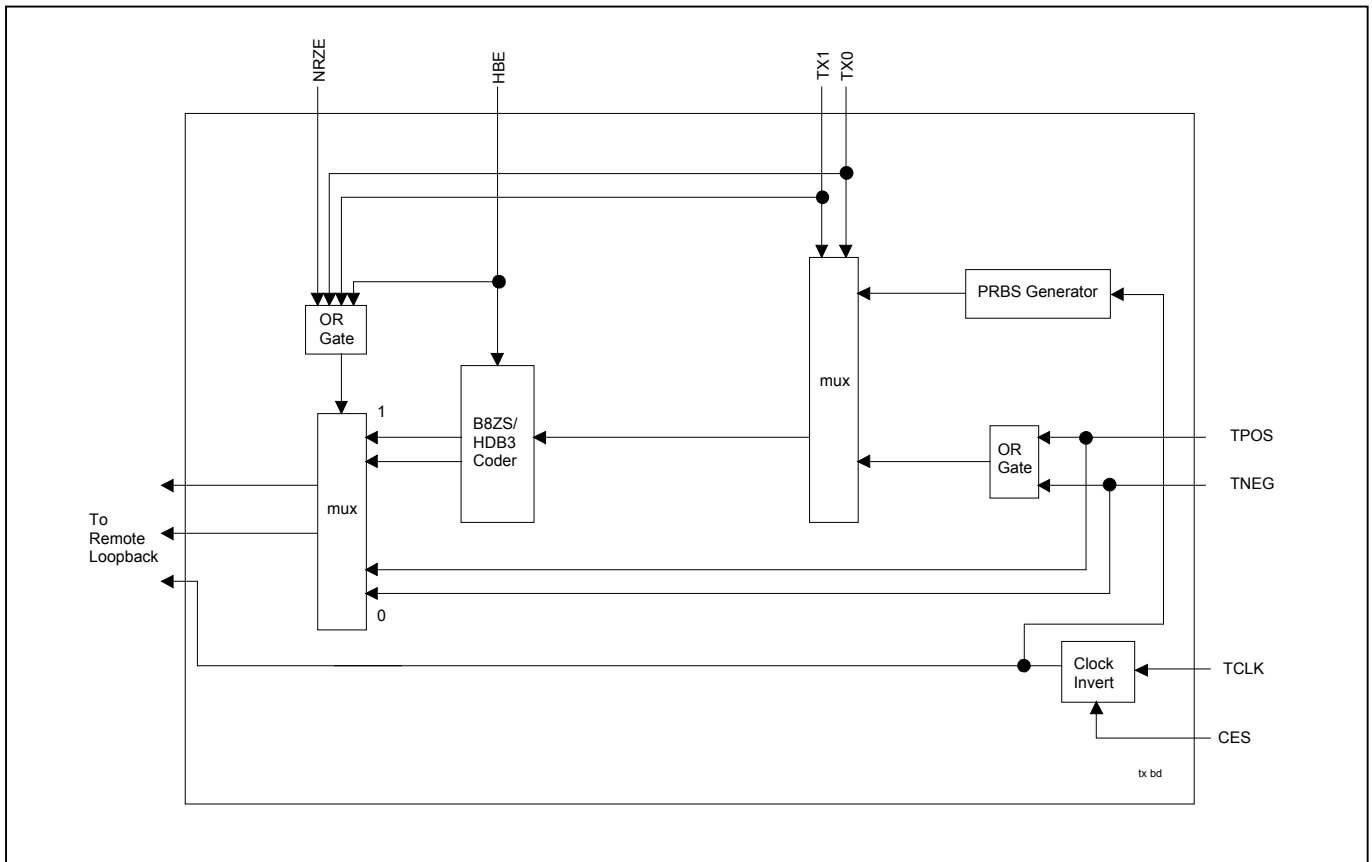 NRZE
HBE
TX1
TX0
PRBS Generator
OR
Gate
mux
1
B8ZS/
HDB3
Coder
OR
Gate
TPOS
TNEG
mux
To
Remote
Loopback
0
Clock
Invert
TCLK
CES
tx bd